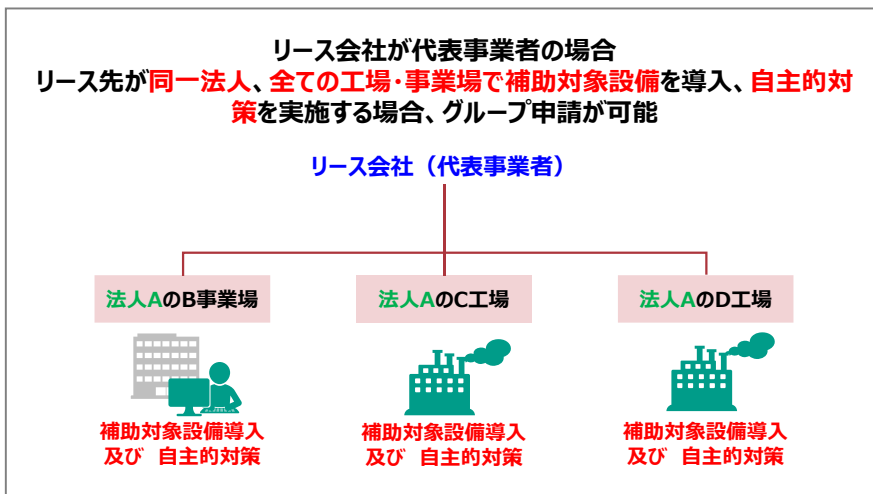 リース会社が代表事業者の場合
リース先が同一法人、全ての工場・事業場で補助対象設備を導入、自主的対
策を実施する場合、グループ申請が可能
リース会社（代表事業者）
法人AのB事業場
法人AのC工場
法人AのD工場
補助対象設備導入
及び 自主的対策
補助対象設備導入
及び 自主的対策
補助対象設備導入
及び 自主的対策